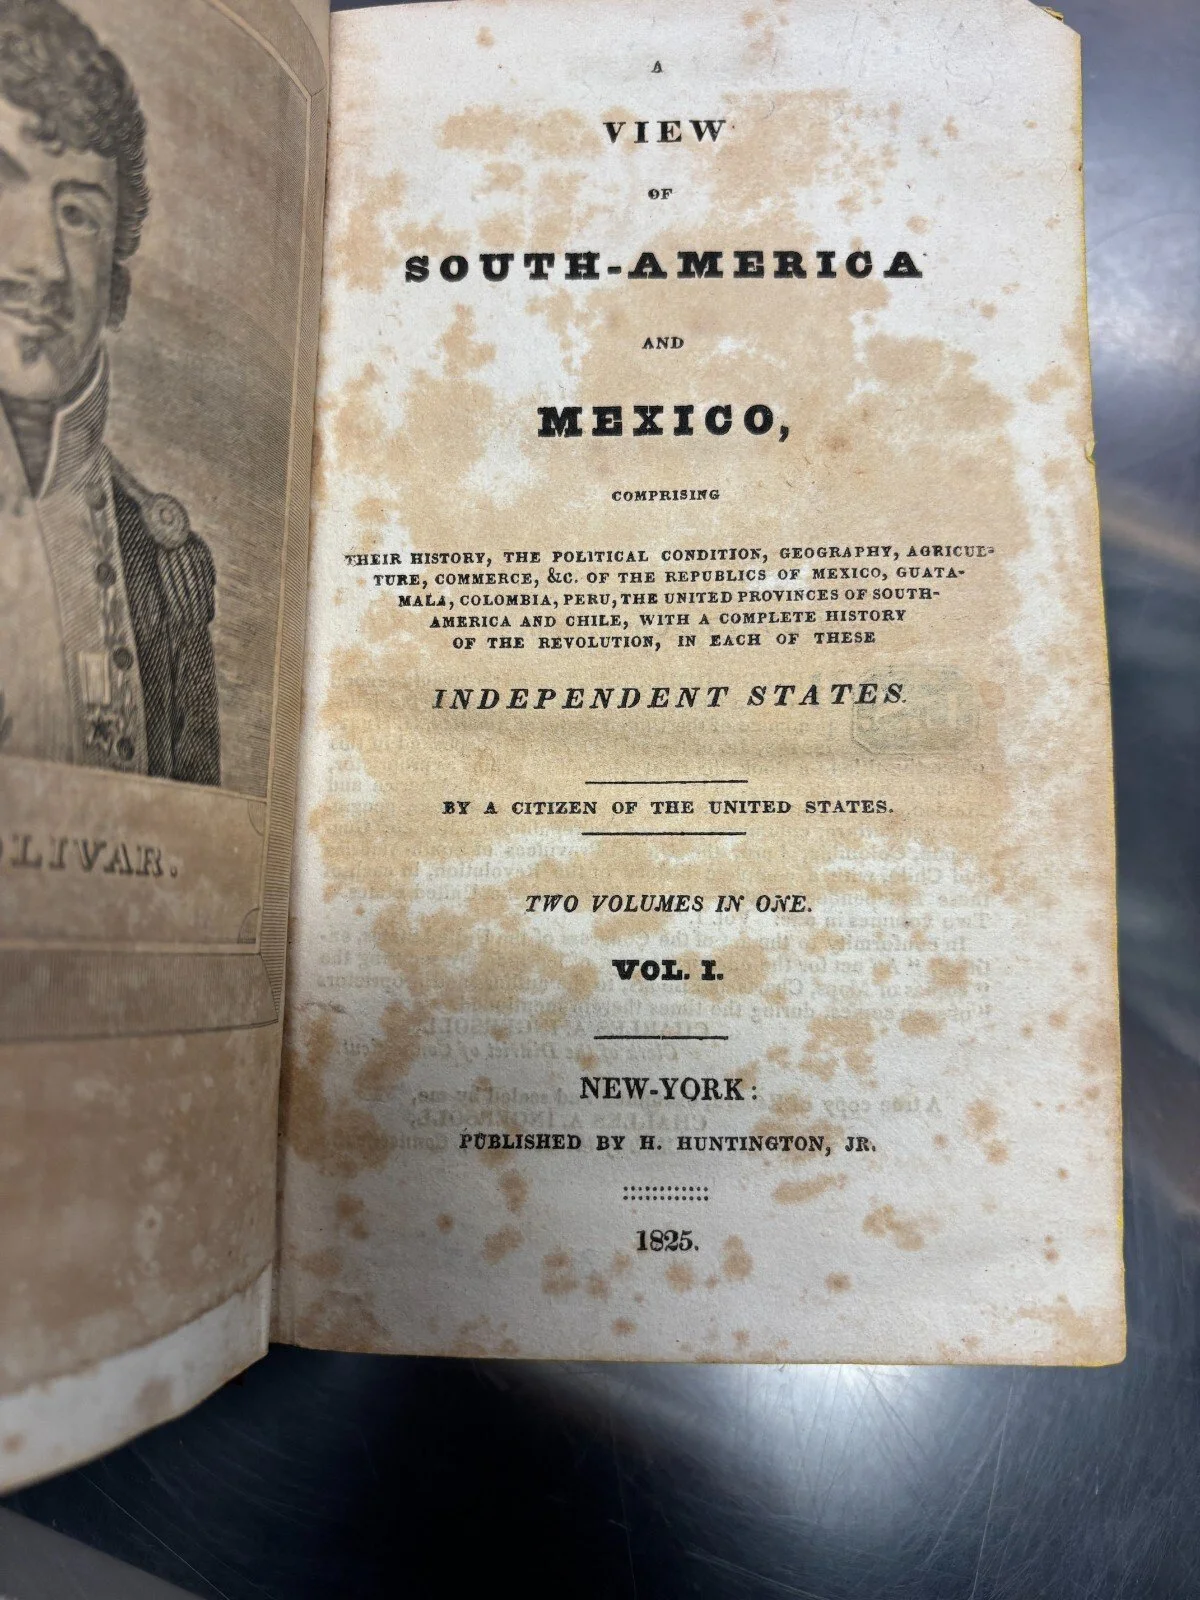 OLIVAR.
A
VIEW
OF
SOUTH-AMERICA
AND
MEXICO,
COMPRISING
THEIR HISTORY, THE POLITICAL CONDITION, GEOGRAPHY, AGRICUL-
TURE, COMMERCE, &C. OF THE REPUBLICS OF MEXICO, GUATA-
MALA, COLOMBIA, PERU, THE UNITED PROVINCES OF SOUTH-
AMERICA AND CHILE, WITH A COMPLETE HISTORY
OF THE REVOLUTION, IN EACH OF THESE
INDEPENDENT STATES.
BY A CITIZEN OF THE UNITED STATES.
TWO VOLUMES IN ONE.
VOL. I.
NEW-YORK:
PUBLISHED BY H. HUNTINGTON, JR.
1825.